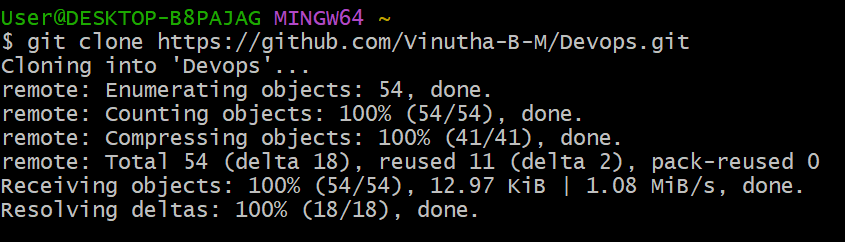 User@DESKTOP-B8PAJAG MINGW64 ~
$ git clone https://github.com/Vinutha-B-M/Devops.git
Cloning into 'Devops'...
remote: Enumerating objects: 54, done.
remote: Counting objects: 100% (54/54), done.
remote: Compressing objects: 100% (41/41), done.
remote: Total 54 (delta 18), reused 11 (delta 2), pack-reused 0
Receiving objects: 100% (54/54), 12.97 KiB | 1.08 MiB/s, done.
Resolving deltas: 100% (18/18), done.